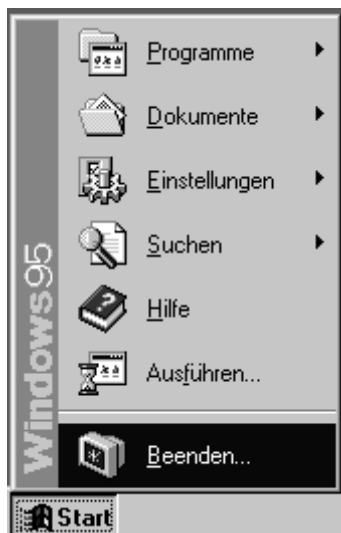 Programme
Dokumente
Einstellungen
Suchen
Hilfe
Ausführen...
Beenden...
Windows95
Start